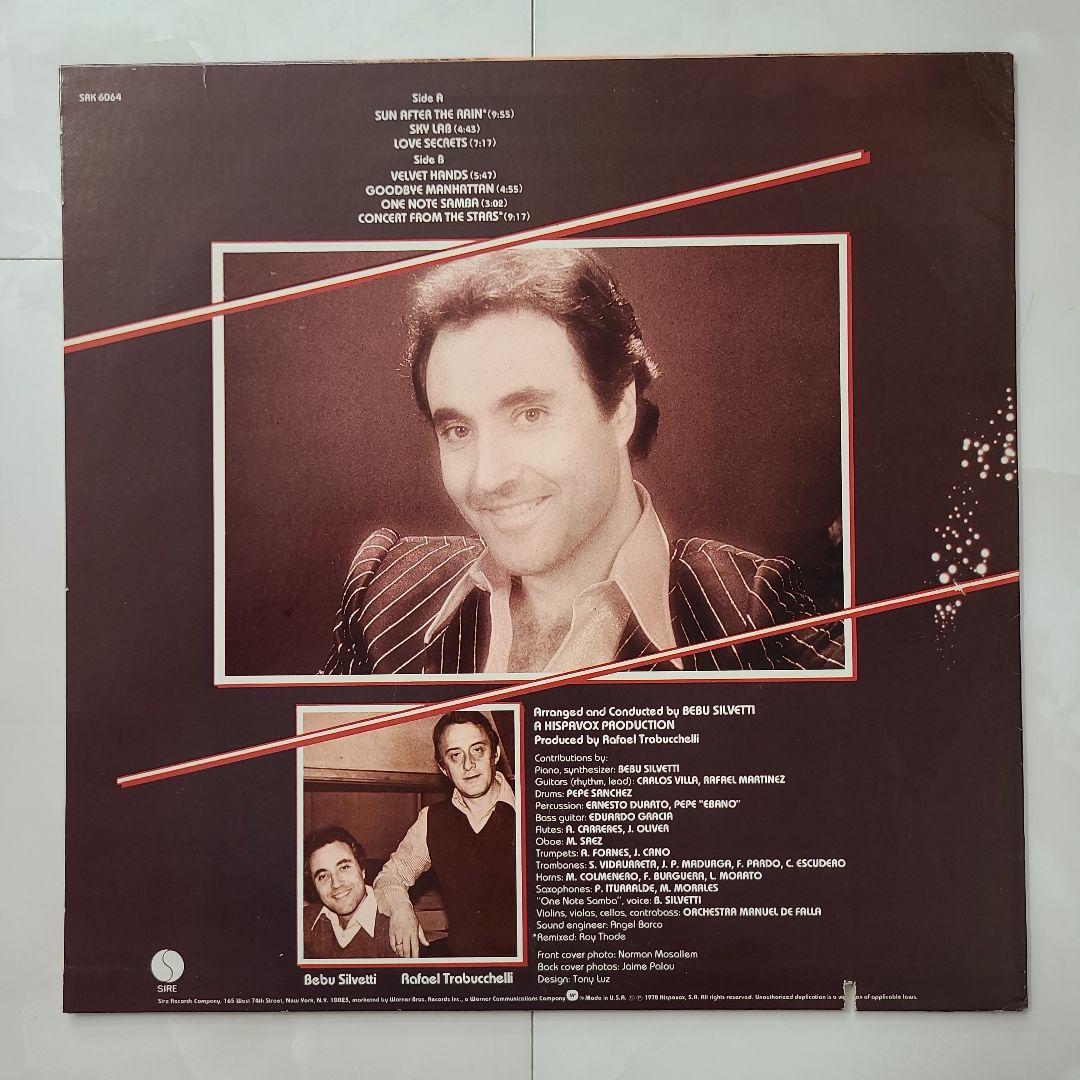 SRK 6064
Side A
SUN AFTER THE RAIN* (9:55)
SKY LAB (4:43)
LOVE SECRETS (7:17)
Side B
VELVET HANDS (5:47)
GOODBYE MANHATTAN (4:55)
ONE NOTE SAMBA (3:02)
CONCERT FROM THE STARS* (9:17)
Arranged and Conducted by BEBU SILVETTI
A HISPAVOX PRODUCTION
Produced by Rafael Trabucchelli
Contributions by:
Piano, synthesizer: BEBU SILVETTI
Guitars (rhythm, lead): CARLOS VILLA, RAFAEL MARTINEZ
Drums: PEPE SANCHEZ
Percussion: ERNESTO DUARTO, PEPE "EBANO"
Bass guitar: EDUARDO GRACIA
Flutes: A. CARRERES, J. OLIVER
Oboe: M. SAEZ
Trumpets: A. FORNES, J. CANO
Trombones: S. VIDAURRETA, J. P. MADURGA, F. PARDO, C. ESCUDERO
Horns: M. COLMENERO, F. BURGUERA, L. MORATO
Saxophones: P. ITURRALDE, M. MORALES
"One Note Samba", voice: B. SILVETTI
Violins, violas, cellos, contrabass: ORCHESTRA MANUEL DE FALLA
Sound engineer: Angel Barco
*Remixed: Roy Thode
Front cover photo: Norman Mosallem
Back cover photos: Jaime Palou
Design: Tony Luz
Bebu Silvetti Rafael Trabucchelli
SIRE
Sire Records Company, 165 West 74th Street, New York, N.Y. 10023, marketed by Warner Bros. Records Inc., a Warner Communications Company Made in U.S.A. © ℗ 1978 Hispavox, S.A. All rights reserved. Unauthorized duplication is a of applicable laws.